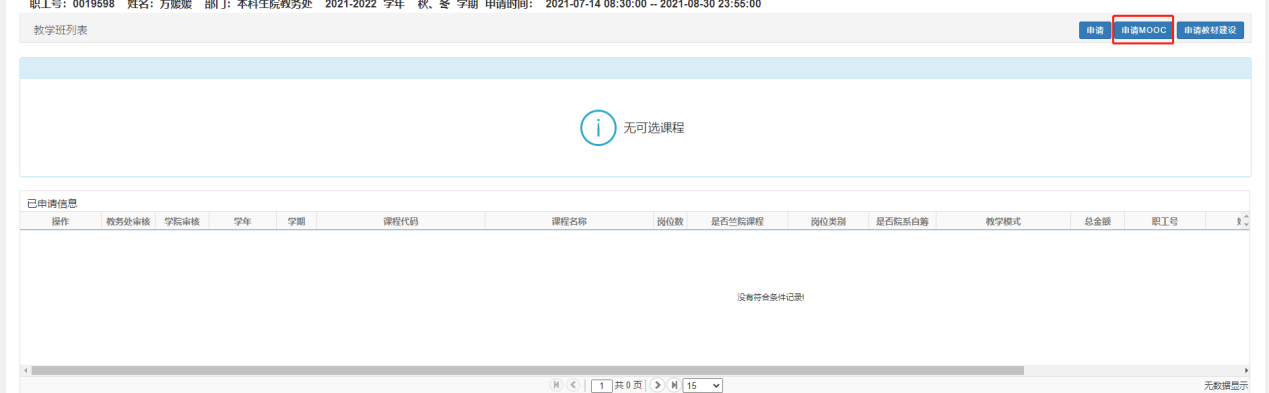 职工号：0019598 姓名：方媛媛 部门：本科生院教务处 2021-2022 学年 秋、冬 学期 申请时间： 2021-07-14 08:30:00 -- 2021-08-30 23:55:00
教学班列表 申请 申请MOOC 申请教材建设
无可选课程
已申请信息
操作 教务处审核 学院审核 学年 学期 课程代码 课程名称 岗位数 是否竺院课程 岗位类别 是否院系自筹 教学模式 总金额 职工号
没有符合条件记录!
1 共 0 页 15 无数据显示